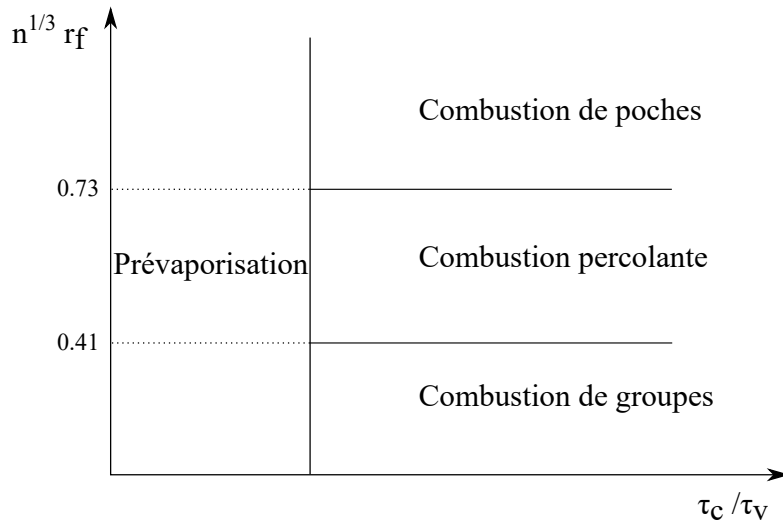 n^{1/3} r_f
Combustion de poches
0.73
Prévaporisation
Combustion percolante
0.41
Combustion de groupes
τ_c /τ_v